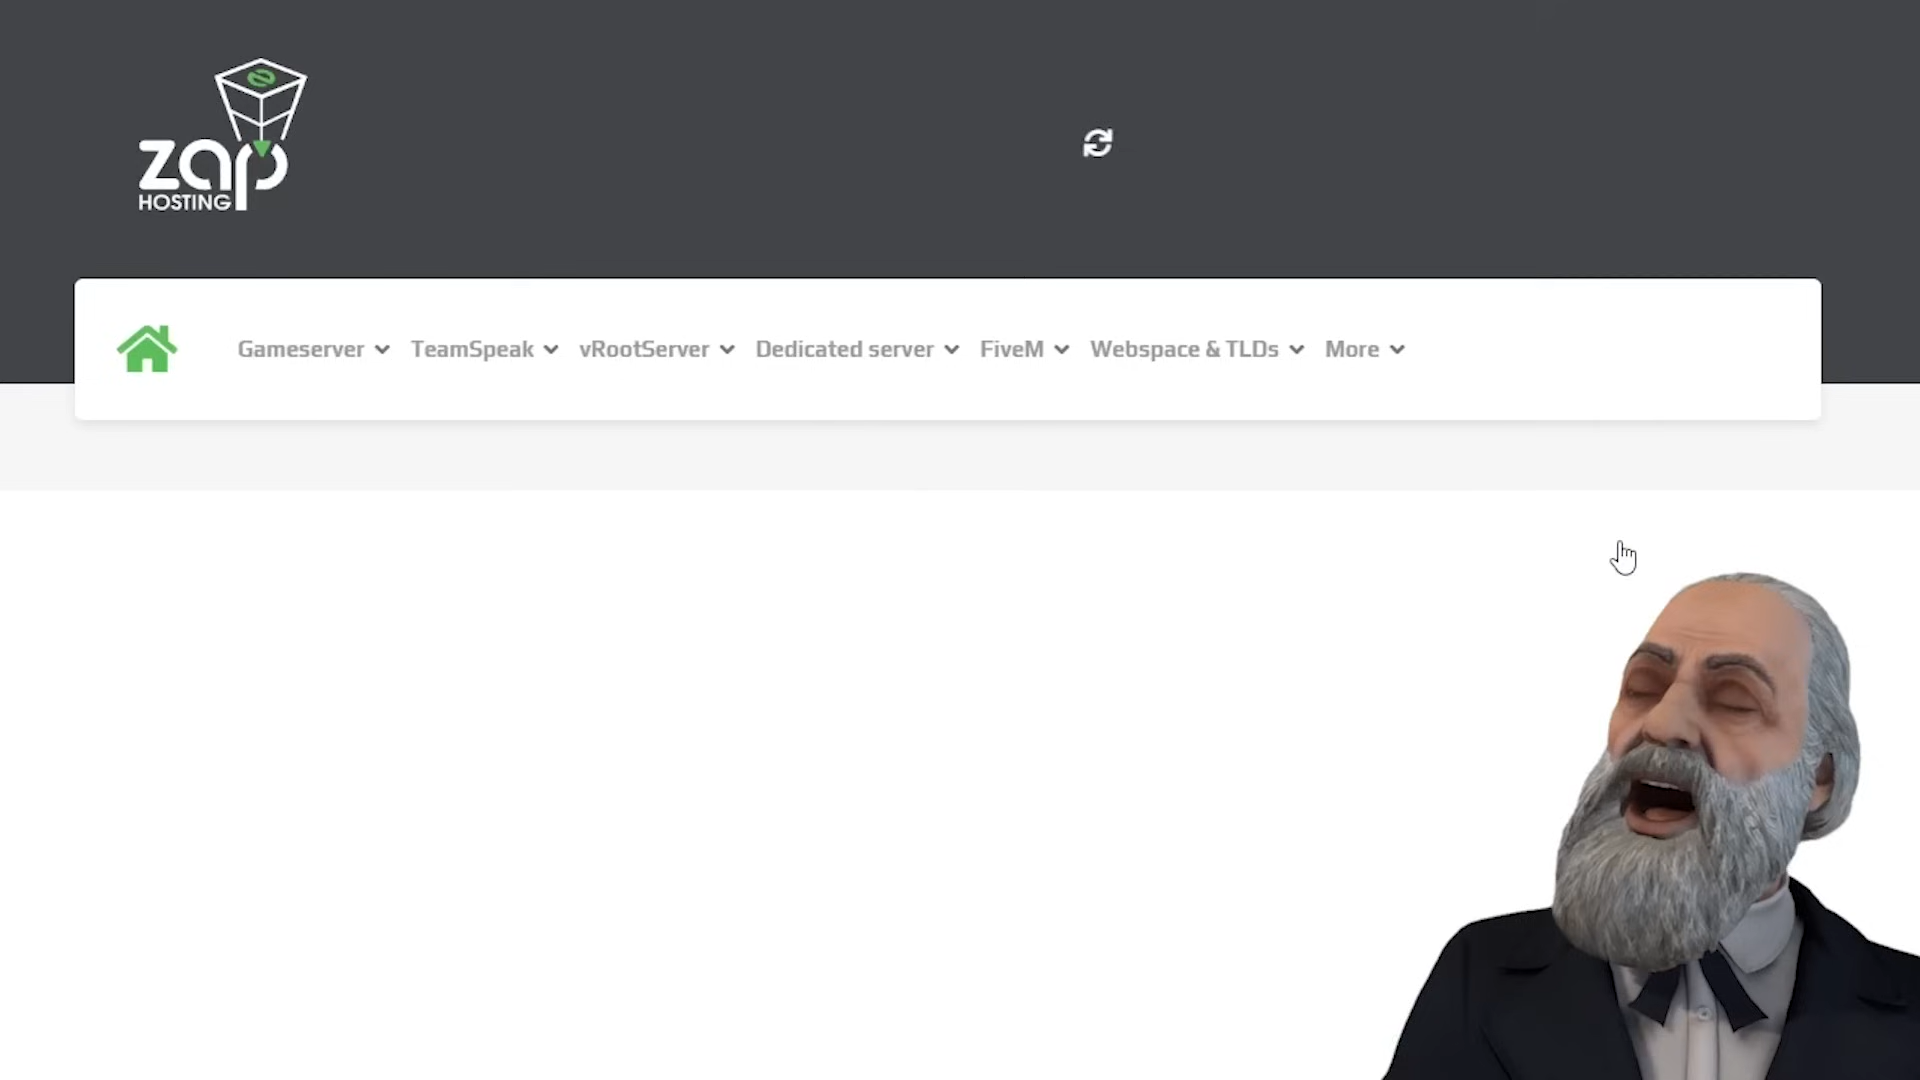 zap
HOSTING
Gameserver TeamSpeak vRootServer Dedicated server FiveM Webspace & TLDs More